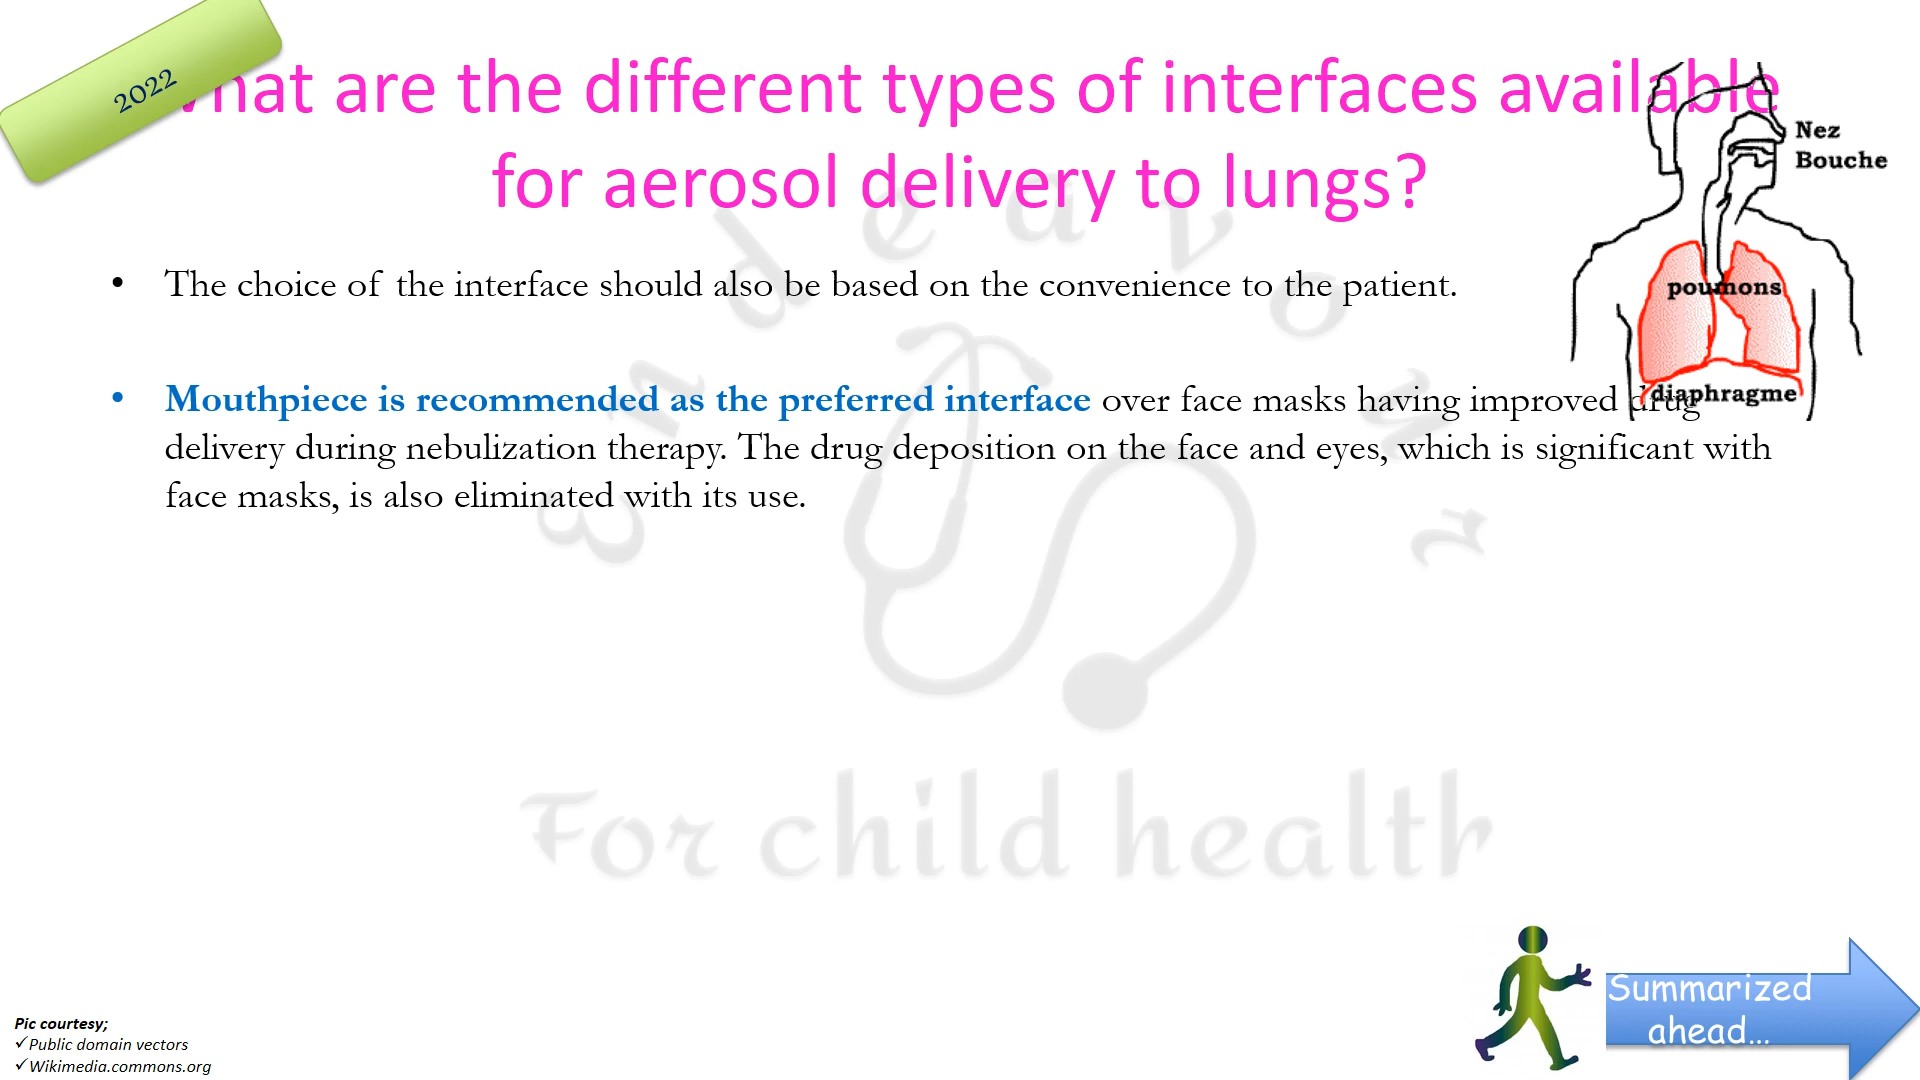 2022
What are the different types of interfaces available
for aerosol delivery to lungs?
Nez
Bouche
poumons
diaphragme
• The choice of the interface should also be based on the convenience to the patient.
• Mouthpiece is recommended as the preferred interface over face masks having improved drug
delivery during nebulization therapy. The drug deposition on the face and eyes, which is significant with
face masks, is also eliminated with its use.
Endeavour
For child health
Summarized
ahead...
Pic courtesy;
✓Public domain vectors
✓Wikimedia.commons.org